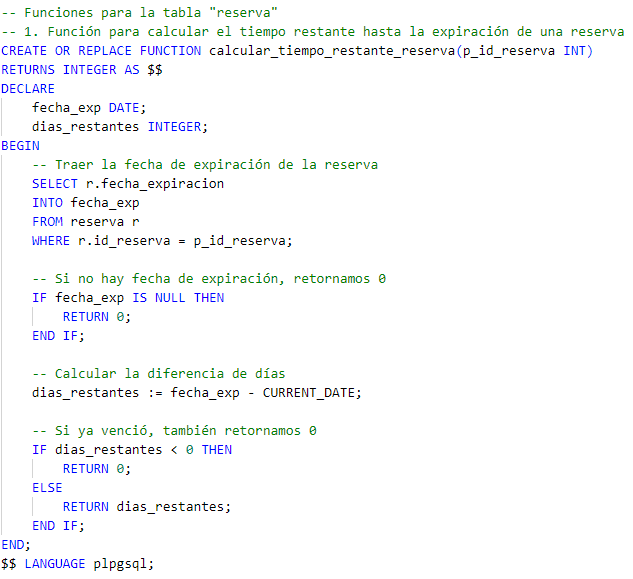 -- Funciones para la tabla "reserva"
-- 1. Función para calcular el tiempo restante hasta la expiración de una reserva
CREATE OR REPLACE FUNCTION calcular_tiempo_restante_reserva(p_id_reserva INT)
RETURNS INTEGER AS $$
DECLARE
    fecha_exp DATE;
    dias_restantes INTEGER;
BEGIN
    -- Traer la fecha de expiración de la reserva
    SELECT r.fecha_expiracion
    INTO fecha_exp
    FROM reserva r
    WHERE r.id_reserva = p_id_reserva;

    -- Si no hay fecha de expiración, retornamos 0
    IF fecha_exp IS NULL THEN
        RETURN 0;
    END IF;

    -- Calcular la diferencia de días
    dias_restantes := fecha_exp - CURRENT_DATE;

    -- Si ya venció, también retornamos 0
    IF dias_restantes < 0 THEN
        RETURN 0;
    ELSE
        RETURN dias_restantes;
    END IF;
END;
$$ LANGUAGE plpgsql;